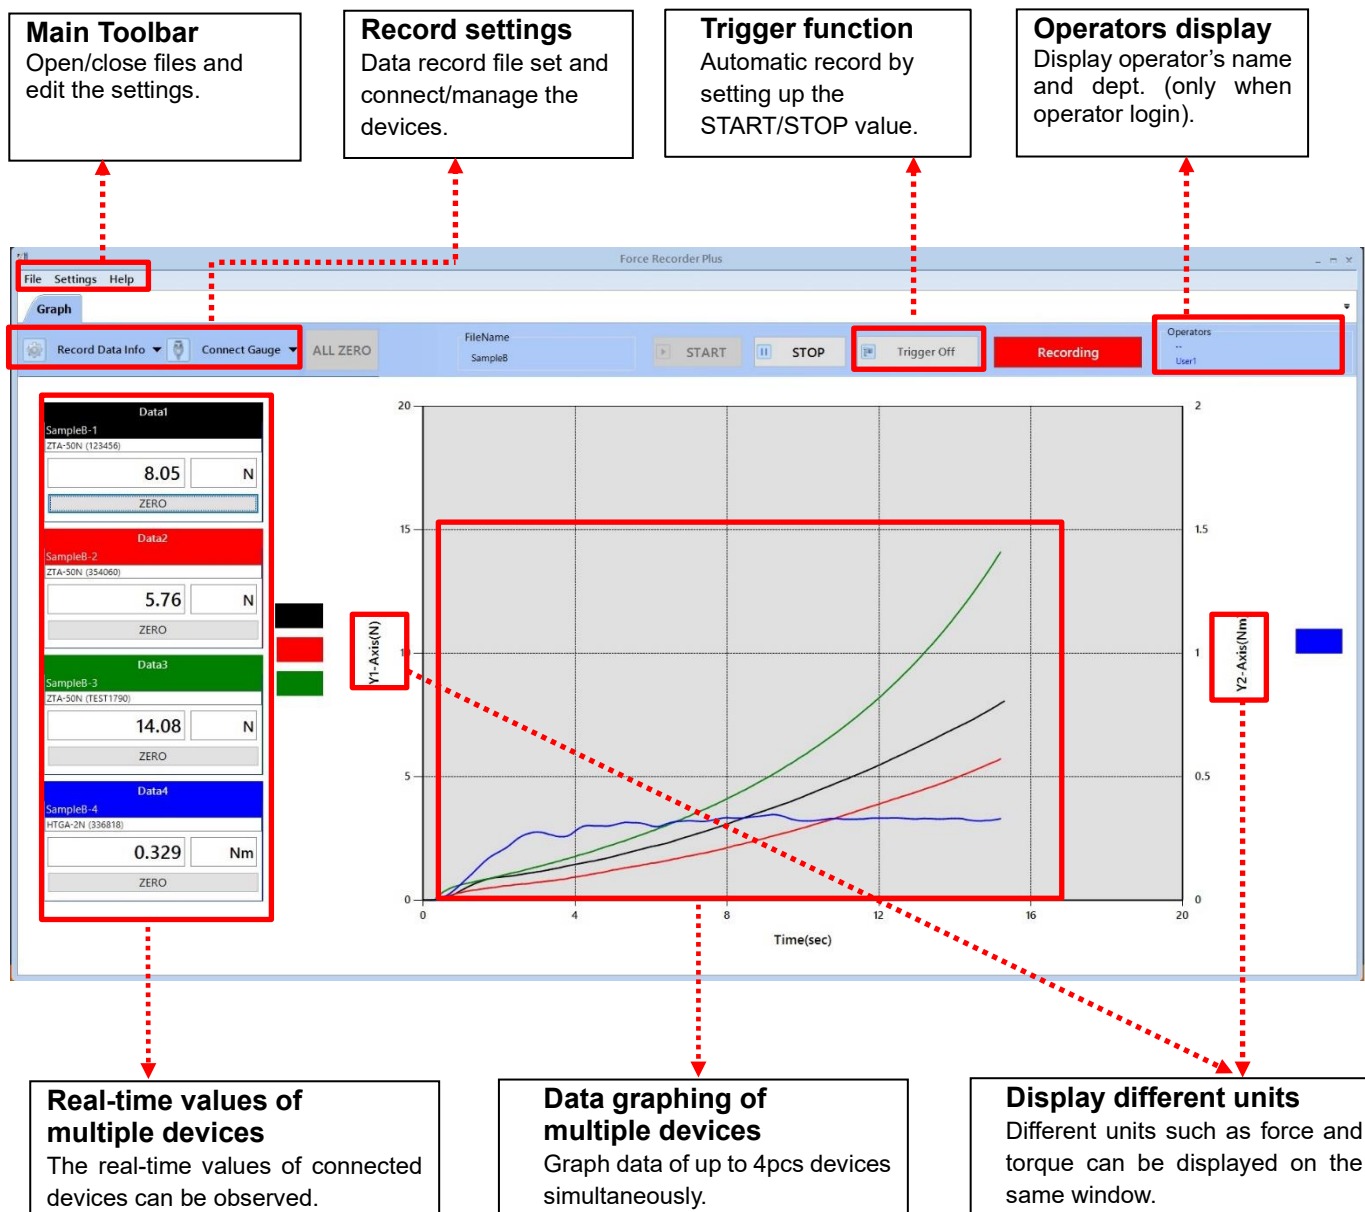 Main Toolbar
Open/close files and
edit the settings.
Record settings
Data record file set and
connect/manage the
devices.
Trigger function
Automatic record by
setting up the
START/STOP value.
Operators display
Display operator's name
and dept. (only when
operator login).
Force Recorder Plus
File Settings Help
Graph
Record Data Info
Connect Gauge
ALL ZERO
FileName
SampleB
START
STOP
Trigger Off
Recording
Operators
--
User1
Data1
SampleB-1
ZTA-50N (123456)
8.05 N
ZERO
Data2
SampleB-2
ZTA-50N (354060)
5.76 N
ZERO
Data3
SampleB-3
ZTA-50N (TEST1790)
14.08 N
ZERO
Data4
SampleB-4
HTGA-2N (336818)
0.329 Nm
ZERO
Y1-Axis(N)
20
15
10
5
0
0 4 8 12 16 20
Time(sec)
2
1.5
1
0.5
0
Y2-Axis(Nm)
Real-time values of
multiple devices
The real-time values of connected
devices can be observed.
Data graphing of
multiple devices
Graph data of up to 4pcs devices
simultaneously.
Display different units
Different units such as force and
torque can be displayed on the
same window.